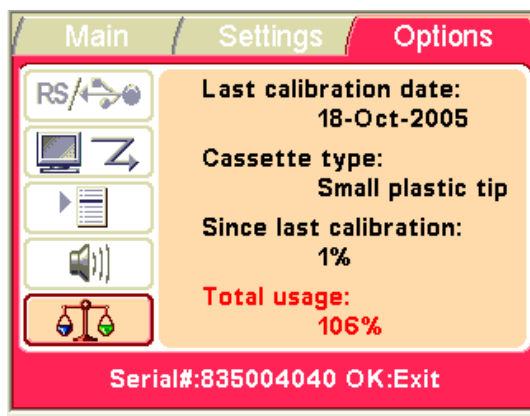 Main Settings Options
RS/
Last calibration date:
18-Oct-2005
Cassette type:
Small plastic tip
Since last calibration:
1%
Total usage:
106%
Serial#:835004040 OK:Exit